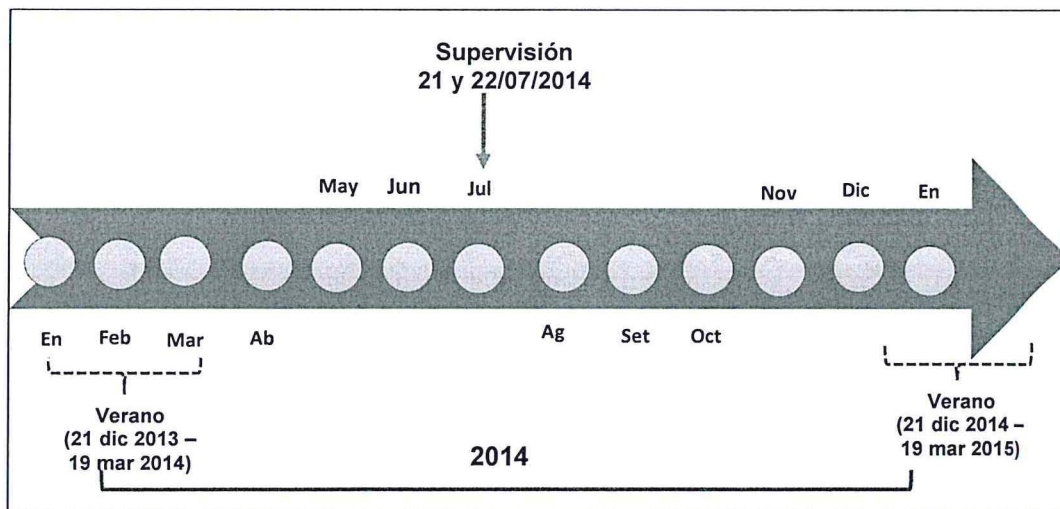 Supervisión
21 y 22/07/2014
May Jun Jul Nov Dic En
En Feb Mar Ab Ag Set Oct
Verano
(21 dic 2013 –
19 mar 2014)
2014
Verano
(21 dic 2014 –
19 mar 2015)